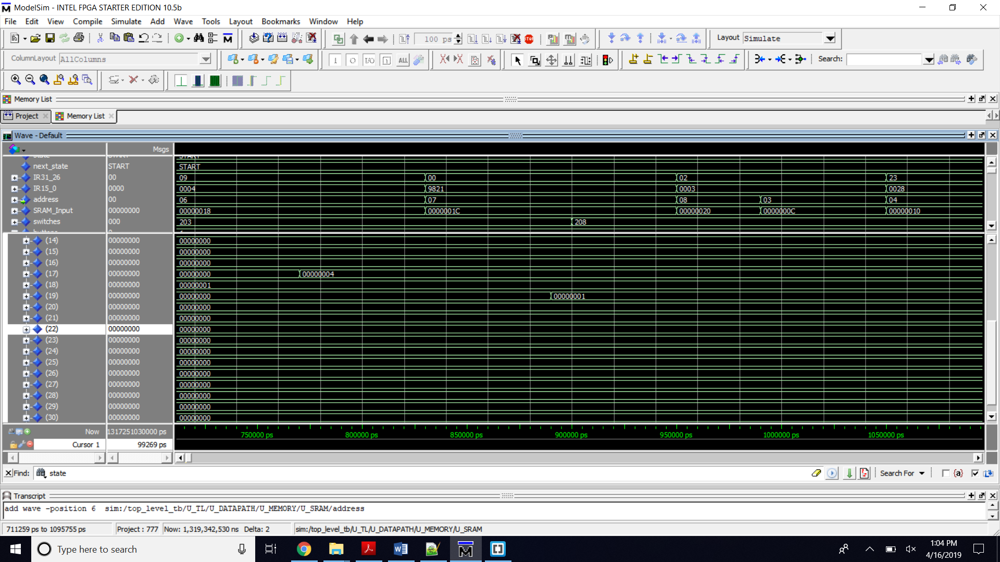 ModelSim - INTEL FPGA STARTER EDITION 10.5b
File Edit View Compile Simulate Add Wave Tools Layout Bookmarks Window Help
100 ps
Layout Simulate
ColumnLayout AllColumns
Search:
Memory List
Project Memory List
Wave - Default
Msgs
START
next_state START START
IR31_26 00 09 00 02 23
IR15_0 0000 0004 9821 0003 0028
address 00 06 07 08 03 04
SRAM_Input 00000000 00000018 0000001C 00000020 0000000C 00000010
switches 000 203 208
(14) 00000000 00000000
(15) 00000000 00000000
(16) 00000000 00000000
(17) 00000000 00000000 00000004
(18) 00000000 00000001
(19) 00000000 00000000 00000001
(20) 00000000 00000000
(21) 00000000 00000000
(22) 00000000 00000000
(23) 00000000 00000000
(24) 00000000 00000000
(25) 00000000 00000000
(26) 00000000 00000000
(27) 00000000 00000000
(28) 00000000 00000000
(29) 00000000 00000000
(30) 00000000 00000000
Now 1317251030000 ps 750000 ps 800000 ps 850000 ps 900000 ps 950000 ps 1000000 ps 1050000 ps
Cursor 1 99269 ps
Find: state Search For {a}
Transcript
add wave -position 6 sim:/top_level_tb/U_TL/U_DATAPATH/U_MEMORY/U_SRAM/address
711259 ps to 1095755 ps Project : 777 Now: 1,319,342,530 ns Delta: 2 sim:/top_level_tb/U_TL/U_DATAPATH/U_MEMORY/U_SRAM
Type here to search
1:04 PM
4/16/2019